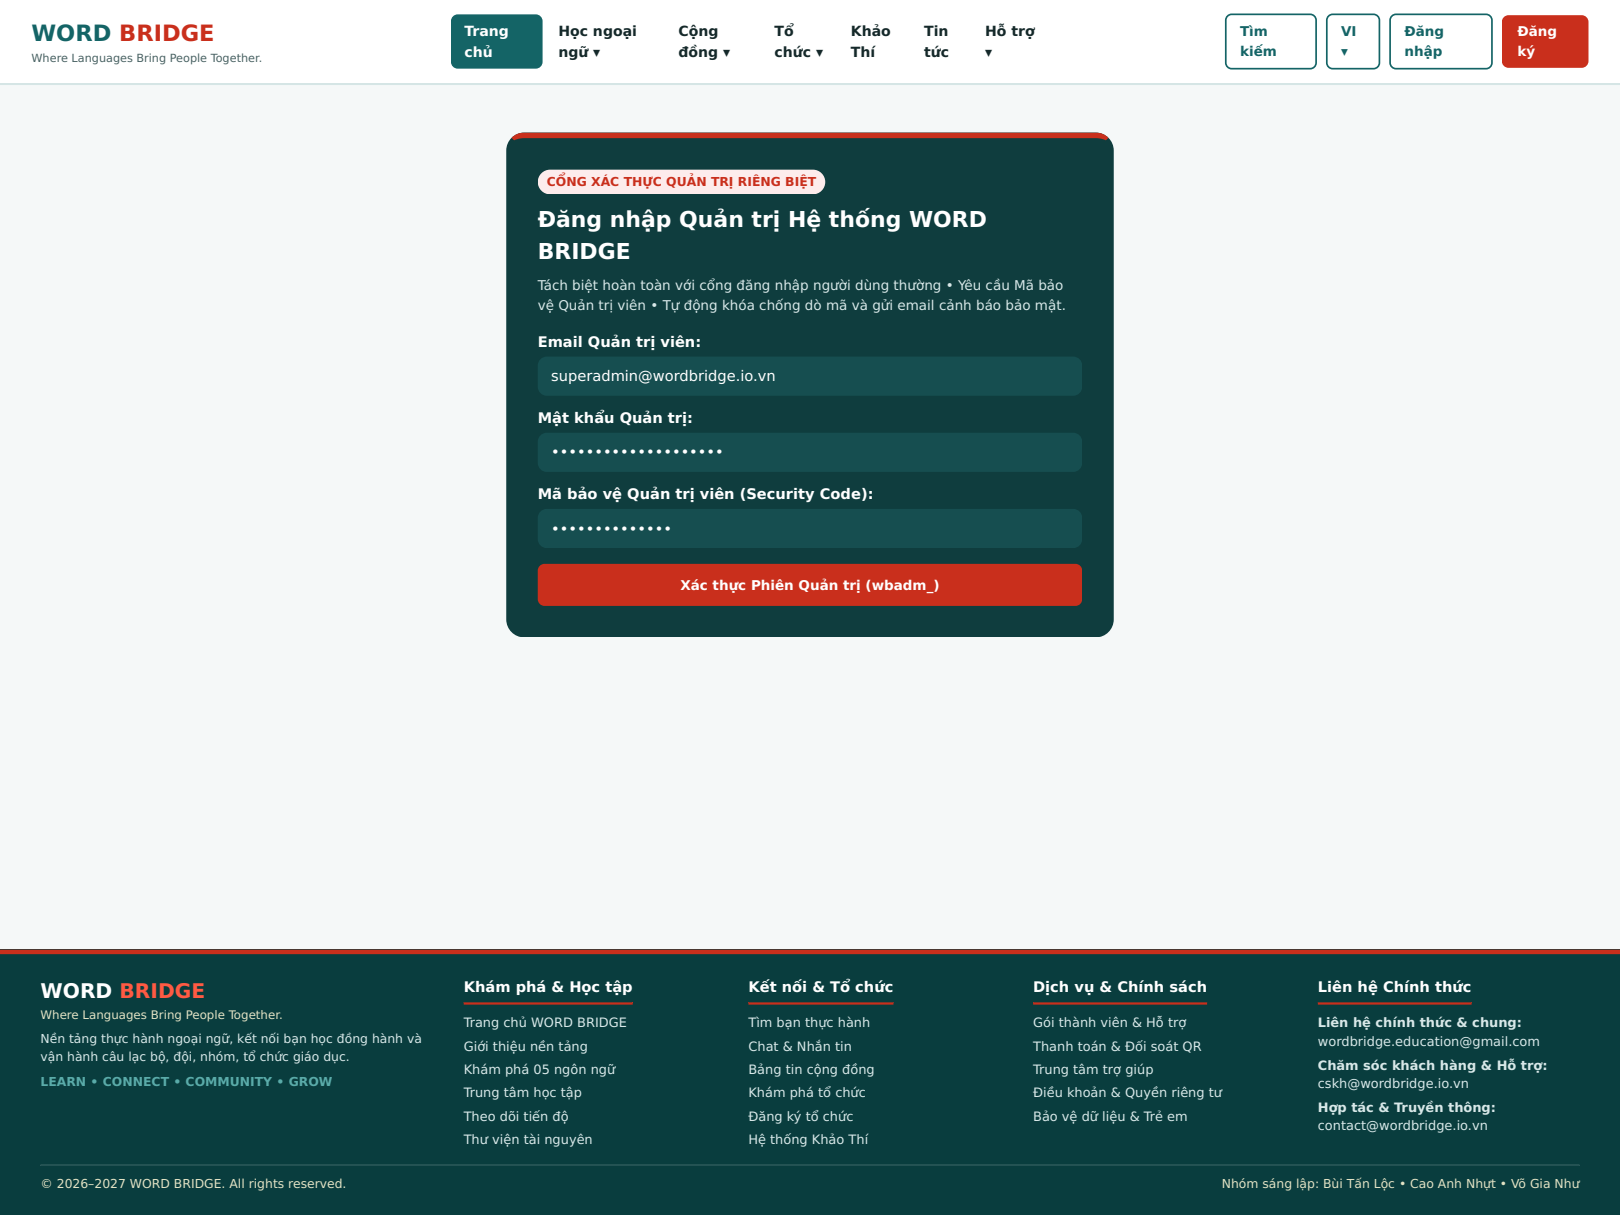 WORD BRIDGE
Where Languages Bring People Together.
Trang chủ
Học ngoại ngữ ▾
Cộng đồng ▾
Tổ chức ▾
Khảo Thí
Tin tức
Hỗ trợ ▾
Tìm kiếm
VI ▾
Đăng nhập
Đăng ký
CỔNG XÁC THỰC QUẢN TRỊ RIÊNG BIỆT
Đăng nhập Quản trị Hệ thống WORD
BRIDGE
Tách biệt hoàn toàn với cổng đăng nhập người dùng thường • Yêu cầu Mã bảo
vệ Quản trị viên • Tự động khóa chống dò mã và gửi email cảnh báo bảo mật.
Email Quản trị viên:
superadmin@wordbridge.io.vn
Mật khẩu Quản trị:
••••••••••••••••••••
Mã bảo vệ Quản trị viên (Security Code):
••••••••••••••
Xác thực Phiên Quản trị (wbadm_)
WORD BRIDGE
Where Languages Bring People Together.
Nền tảng thực hành ngoại ngữ, kết nối bạn học đồng hành và
vận hành câu lạc bộ, đội, nhóm, tổ chức giáo dục.
LEARN • CONNECT • COMMUNITY • GROW
Khám phá & Học tập
Trang chủ WORD BRIDGE
Giới thiệu nền tảng
Khám phá 05 ngôn ngữ
Trung tâm học tập
Theo dõi tiến độ
Thư viện tài nguyên
Kết nối & Tổ chức
Tìm bạn thực hành
Chat & Nhắn tin
Bảng tin cộng đồng
Khám phá tổ chức
Đăng ký tổ chức
Hệ thống Khảo Thí
Dịch vụ & Chính sách
Gói thành viên & Hỗ trợ
Thanh toán & Đối soát QR
Trung tâm trợ giúp
Điều khoản & Quyền riêng tư
Bảo vệ dữ liệu & Trẻ em
Liên hệ Chính thức
Liên hệ chính thức & chung:
wordbridge.education@gmail.com
Chăm sóc khách hàng & Hỗ trợ:
cskh@wordbridge.io.vn
Hợp tác & Truyền thông:
contact@wordbridge.io.vn
© 2026–2027 WORD BRIDGE. All rights reserved.
Nhóm sáng lập: Bùi Tấn Lộc • Cao Anh Nhựt • Võ Gia Như